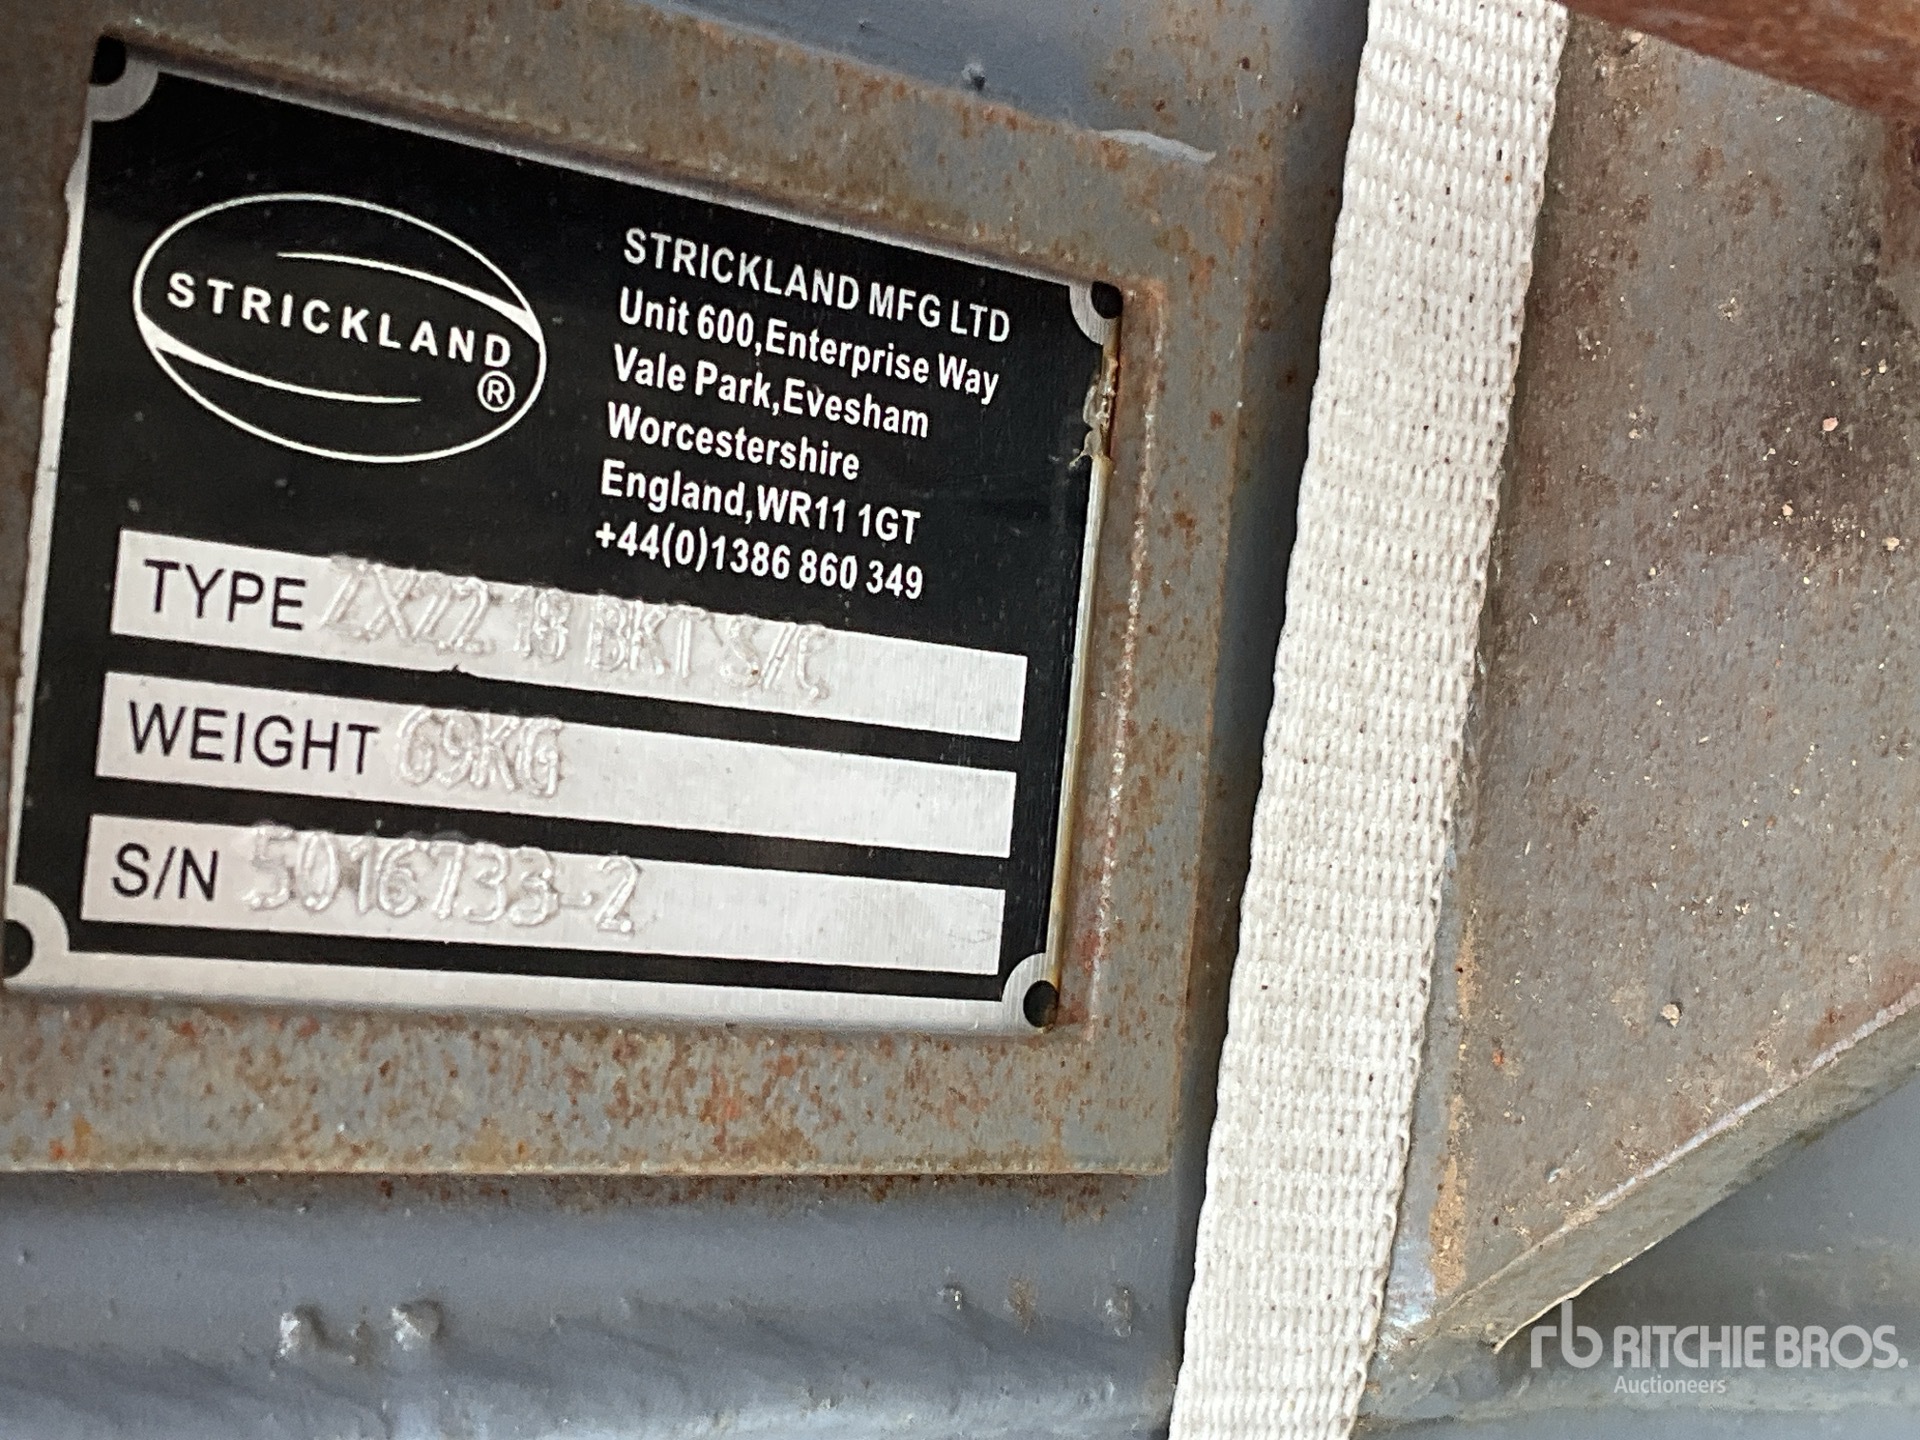 STRICKLAND
®
STRICKLAND MFG LTD
Unit 600,Enterprise Way
Vale Park,Evesham
Worcestershire
England,WR11 1GT
+44(0)1386 860 349
TYPE ZX22 18 BKT S/C
WEIGHT 69KG
S/N 5016733-2
rb RITCHIE BROS.
Auctioneers